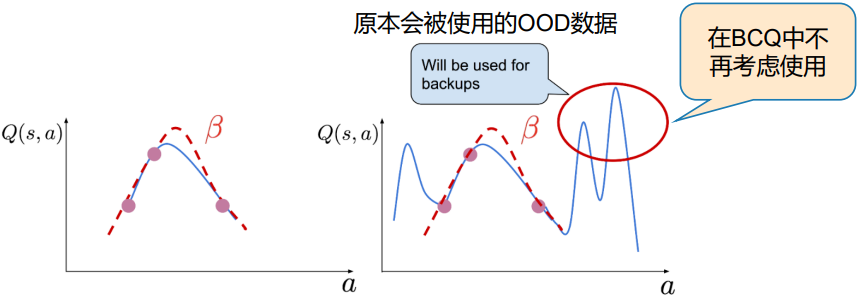 原本会被使用的OOD数据
Will be used for
backups
在BCQ中不
再考虑使用
Q(s,a)
β
a
Q(s,a)
β
a